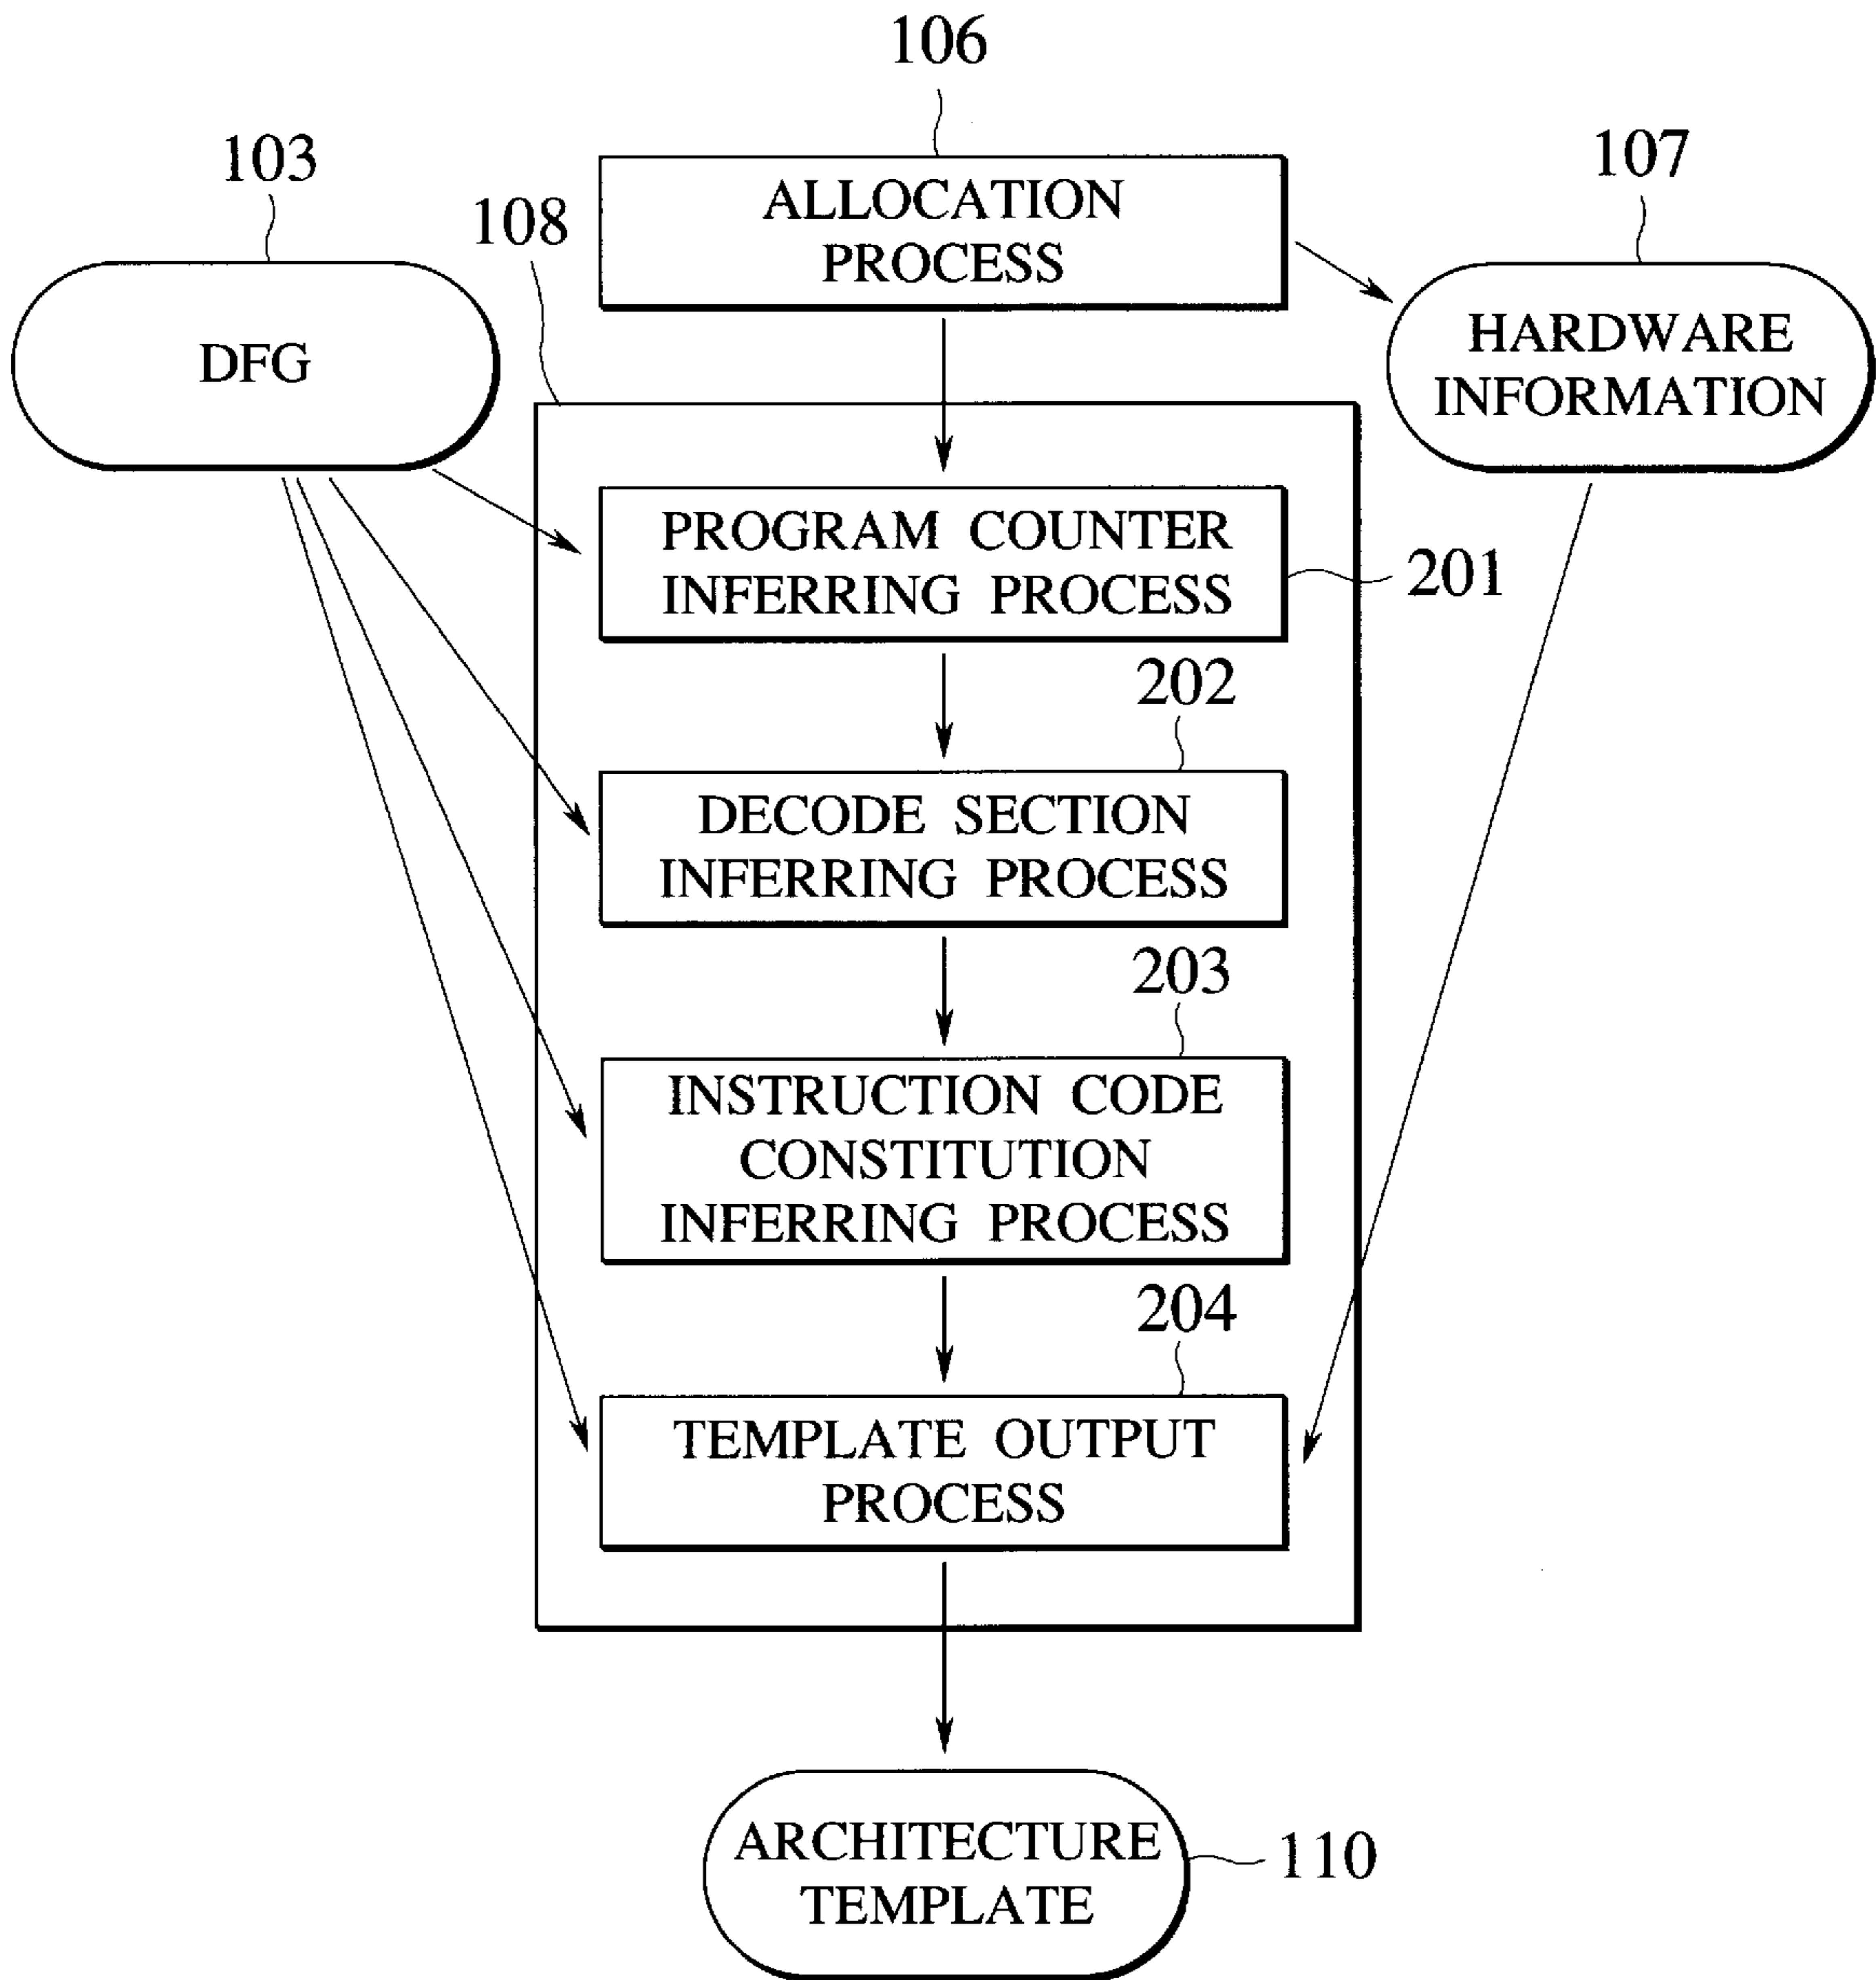 106
103
107
108
ALLOCATION
PROCESS
DFG
HARDWARE
INFORMATION
PROGRAM COUNTER
INFERRING PROCESS
201
202
DECODE SECTION
INFERRING PROCESS
203
INSTRUCTION CODE
CONSTITUTION
INFERRING PROCESS
204
TEMPLATE OUTPUT
PROCESS
ARCHITECTURE
TEMPLATE
110